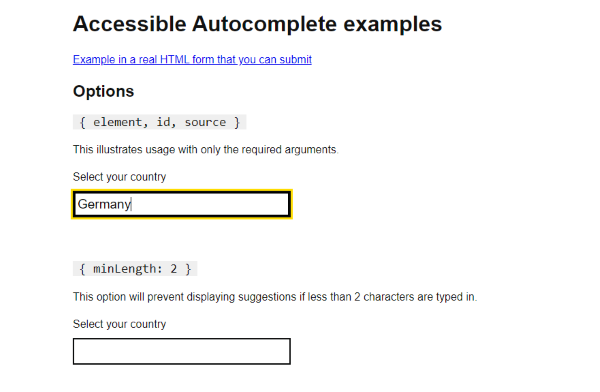 Accessible Autocomplete examples
Example in a real HTML form that you can submit
Options
{ element, id, source }
This illustrates usage with only the required arguments.
Select your country
Germany
{ minLength: 2 }
This option will prevent displaying suggestions if less than 2 characters are typed in.
Select your country